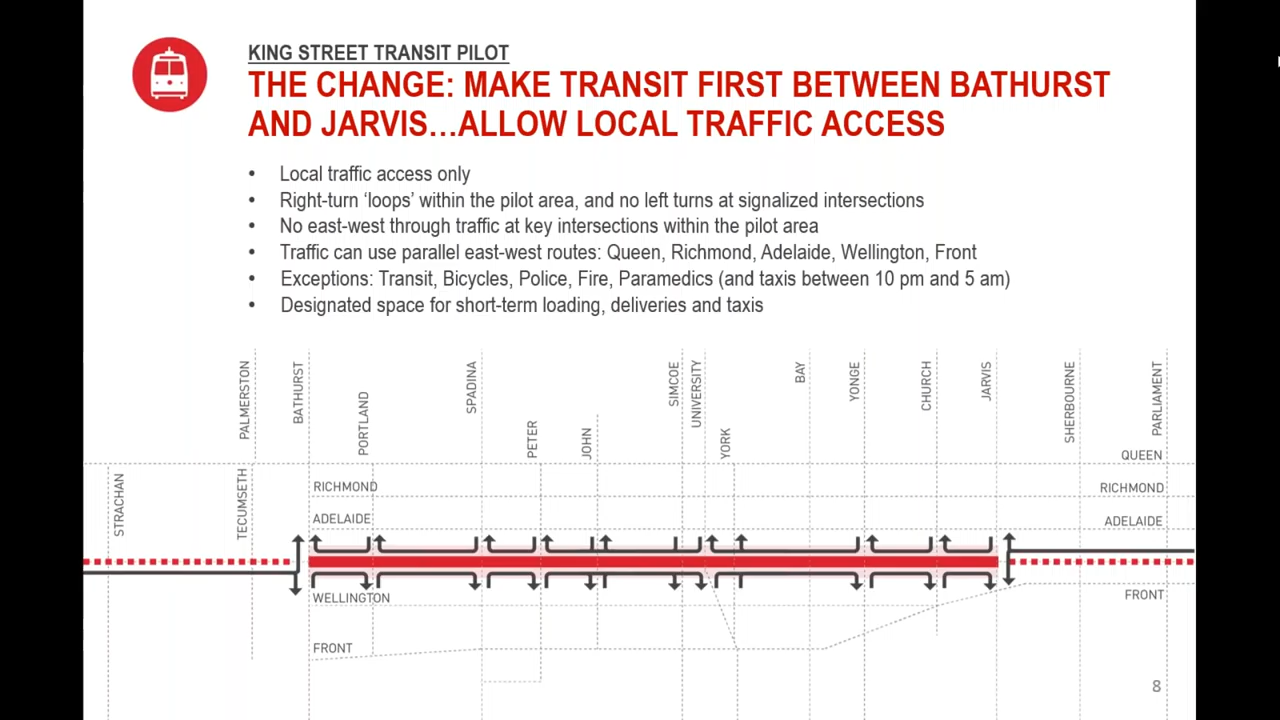 KING STREET TRANSIT PILOT
THE CHANGE: MAKE TRANSIT FIRST BETWEEN BATHURST
AND JARVIS…ALLOW LOCAL TRAFFIC ACCESS
• Local traffic access only
• Right-turn ‘loops’ within the pilot area, and no left turns at signalized intersections
• No east-west through traffic at key intersections within the pilot area
• Traffic can use parallel east-west routes: Queen, Richmond, Adelaide, Wellington, Front
• Exceptions: Transit, Bicycles, Police, Fire, Paramedics (and taxis between 10 pm and 5 am)
• Designated space for short-term loading, deliveries and taxis
PALMERSTON
BATHURST
PORTLAND
SPADINA
PETER
JOHN
SIMCOE
UNIVERSITY
YORK
BAY
YONGE
CHURCH
JARVIS
SHERBOURNE
PARLIAMENT
QUEEN
STRACHAN
TECUMSETH
RICHMOND
RICHMOND
ADELAIDE
ADELAIDE
WELLINGTON
FRONT
FRONT
8